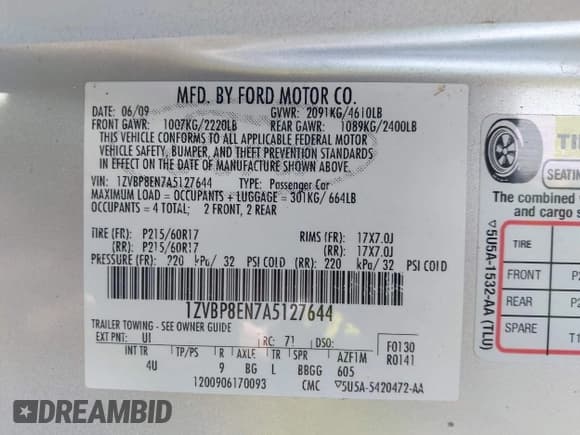 MFD. BY FORD MOTOR CO.
DATE: 06/09 GVWR: 2091KG/4610LB
FRONT GAWR: 1007KG/2220LB REAR GAWR: 1089KG/2400LB
THIS VEHICLE CONFORMS TO ALL APPLICABLE FEDERAL MOTOR
VEHICLE SAFETY, BUMPER, AND THEFT PREVENTION STANDARDS
IN EFFECT ON THE DATE OF MANUFACTURE SHOWN ABOVE.
VIN: 1ZVBP8EN7A5127644 TYPE: Passenger Car
MAXIMUM LOAD = OCCUPANTS + LUGGAGE = 301KG/ 664LB
OCCUPANTS = 4 TOTAL; 2 FRONT, 2 REAR
TIRE (FR): P215/60R17 RIMS (FR): 17X7.0J
(RR): P215/60R17 (RR): 17X7.0J
PRESSURE (FR): 220 kPa/ 32 PSI COLD (RR): 220 kPa/ 32 PSI COLD
1ZVBP8EN7A5127644
TRAILER TOWING - SEE OWNER GUIDE
EXT PNT: UI RC: 71 F0130
R0141
INT TR TP/PS R AXLE TR SPR AZF1M
4U 9 BG L BBGG 605
1200906170093 CMC ▽5U5A-5420472-AA
▽5U5A-1532-AA (TLU)
TI
SEATIN
The combined
and cargo s
TIRE
FRONT P2
REAR P2
SPARE T1
DREAMBID